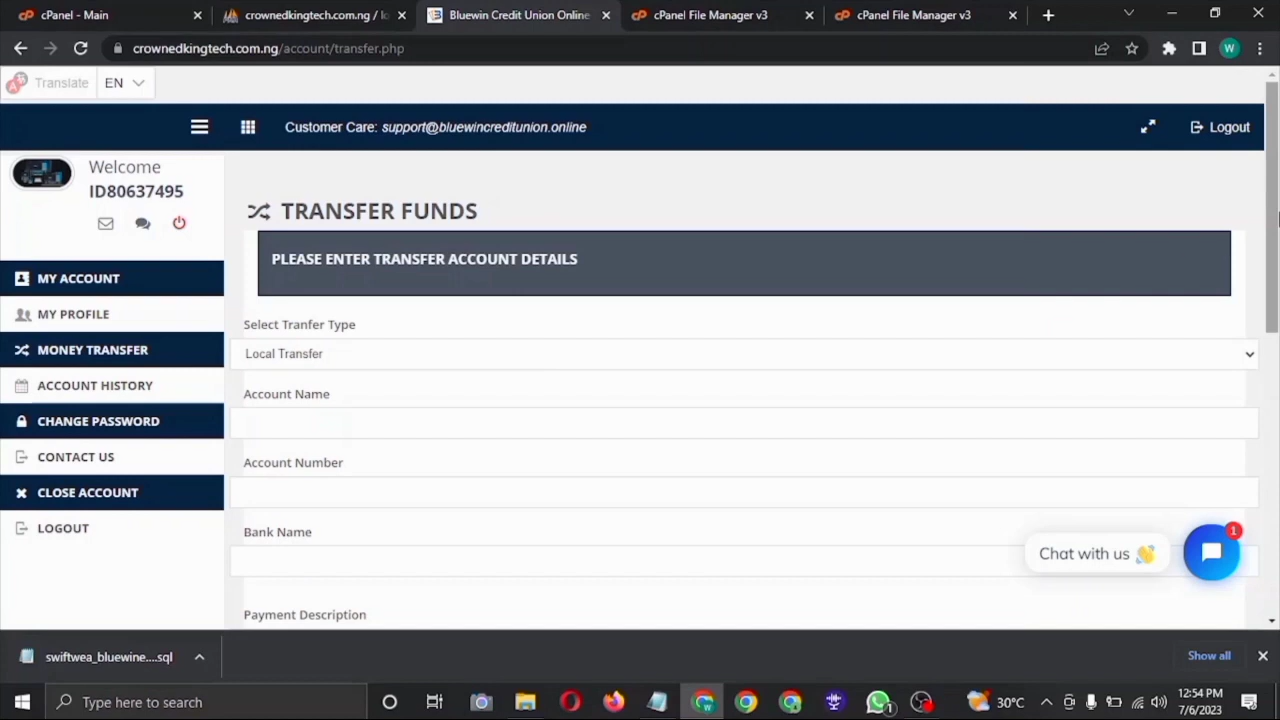 cPanel - Main
crownedkingtech.com.ng / lo
Bluewin Credit Union Online
cPanel File Manager v3
cPanel File Manager v3
crownedkingtech.com.ng/account/transfer.php
W
Translate
EN
Customer Care: support@bluewincreditunion.online
Logout
Welcome
ID80637495
TRANSFER FUNDS
PLEASE ENTER TRANSFER ACCOUNT DETAILS
MY ACCOUNT
MY PROFILE
MONEY TRANSFER
ACCOUNT HISTORY
CHANGE PASSWORD
CONTACT US
CLOSE ACCOUNT
LOGOUT
Select Tranfer Type
Local Transfer
Account Name
Account Number
Bank Name
Payment Description
Chat with us 👋
1
swiftwea_bluewine....sql
Show all
Type here to search
1
30°C
12:54 PM
7/6/2023